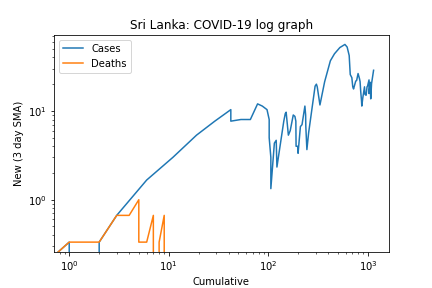 Sri Lanka: COVID-19 log graph
Cases
Deaths
New (3 day SMA)
10¹
10⁰
10⁰ 10¹ 10² 10³
Cumulative